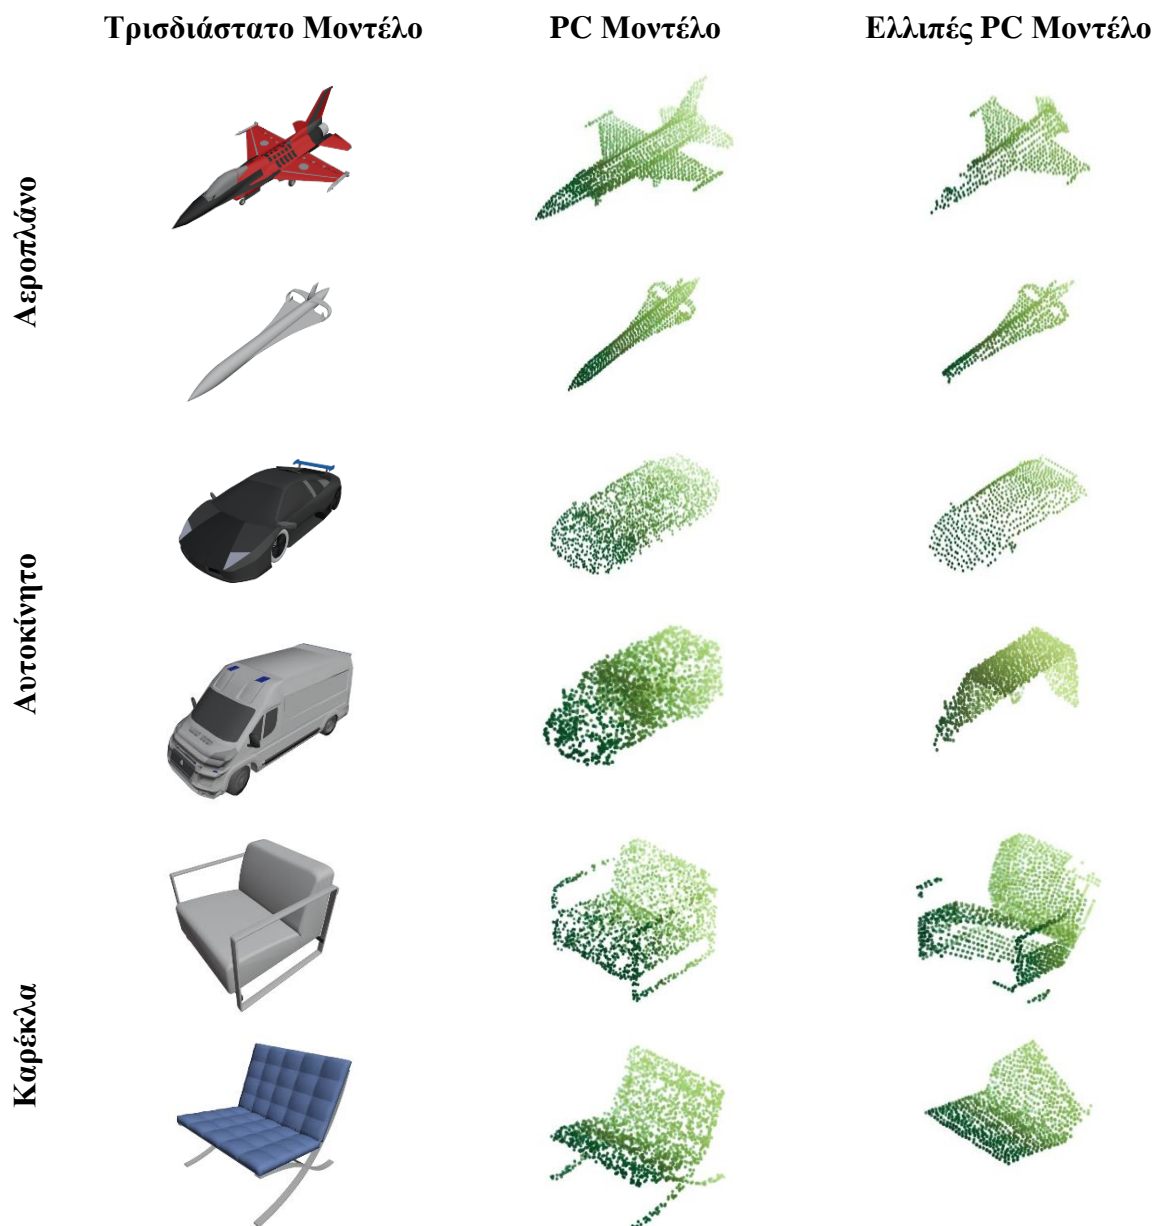 Τρισδιάστατο Μοντέλο
PC Μοντέλο
Ελλιπές PC Μοντέλο
Αεροπλάνο
Αυτοκίνητο
Καρέκλα